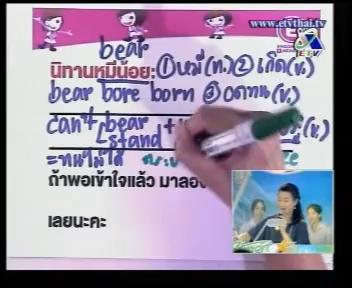 www.etvthai.tv
ETV
bear
นิทานหมีน้อย: ①หมี (n.) ② เกิด (v.)
bear bore born ③ อดทน (v.)
can't bear + 
stand
= ทนไม่ได้
ถ้าพอเข้าใจแล้ว มาลอง
เลยนะคะ